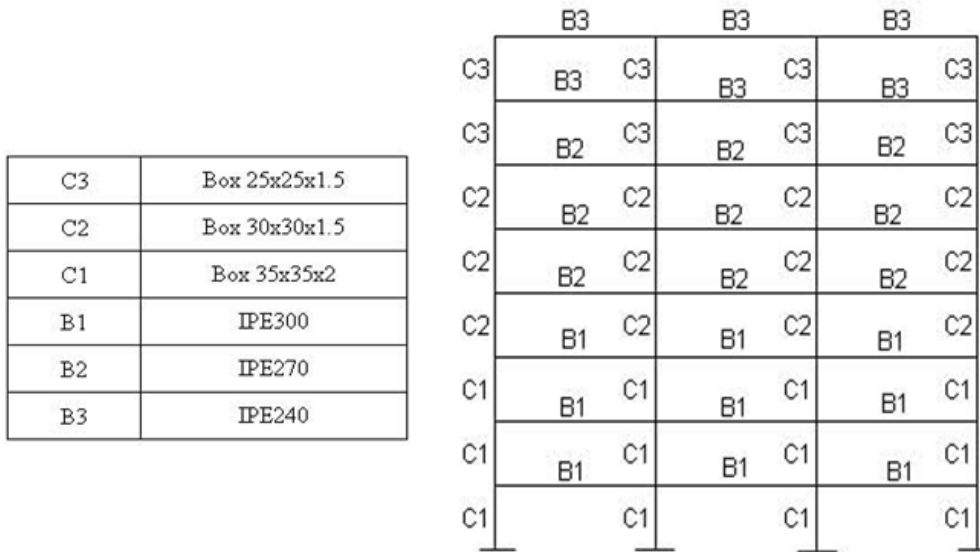 C3 Box 25x25x1.5
C2 Box 30x30x1.5
C1 Box 35x35x2
B1 IPE300
B2 IPE270
B3 IPE240
B3 B3 B3
C3 B3 C3 B3 C3 B3 C3
C3 B2 C3 B2 C3 B2 C3
C2 B2 C2 B2 C2 B2 C2
C2 B2 C2 B2 C2 B2 C2
C2 B1 C2 B1 C2 B1 C2
C1 B1 C1 B1 C1 B1 C1
C1 B1 C1 B1 C1 B1 C1
C1 C1 C1 C1